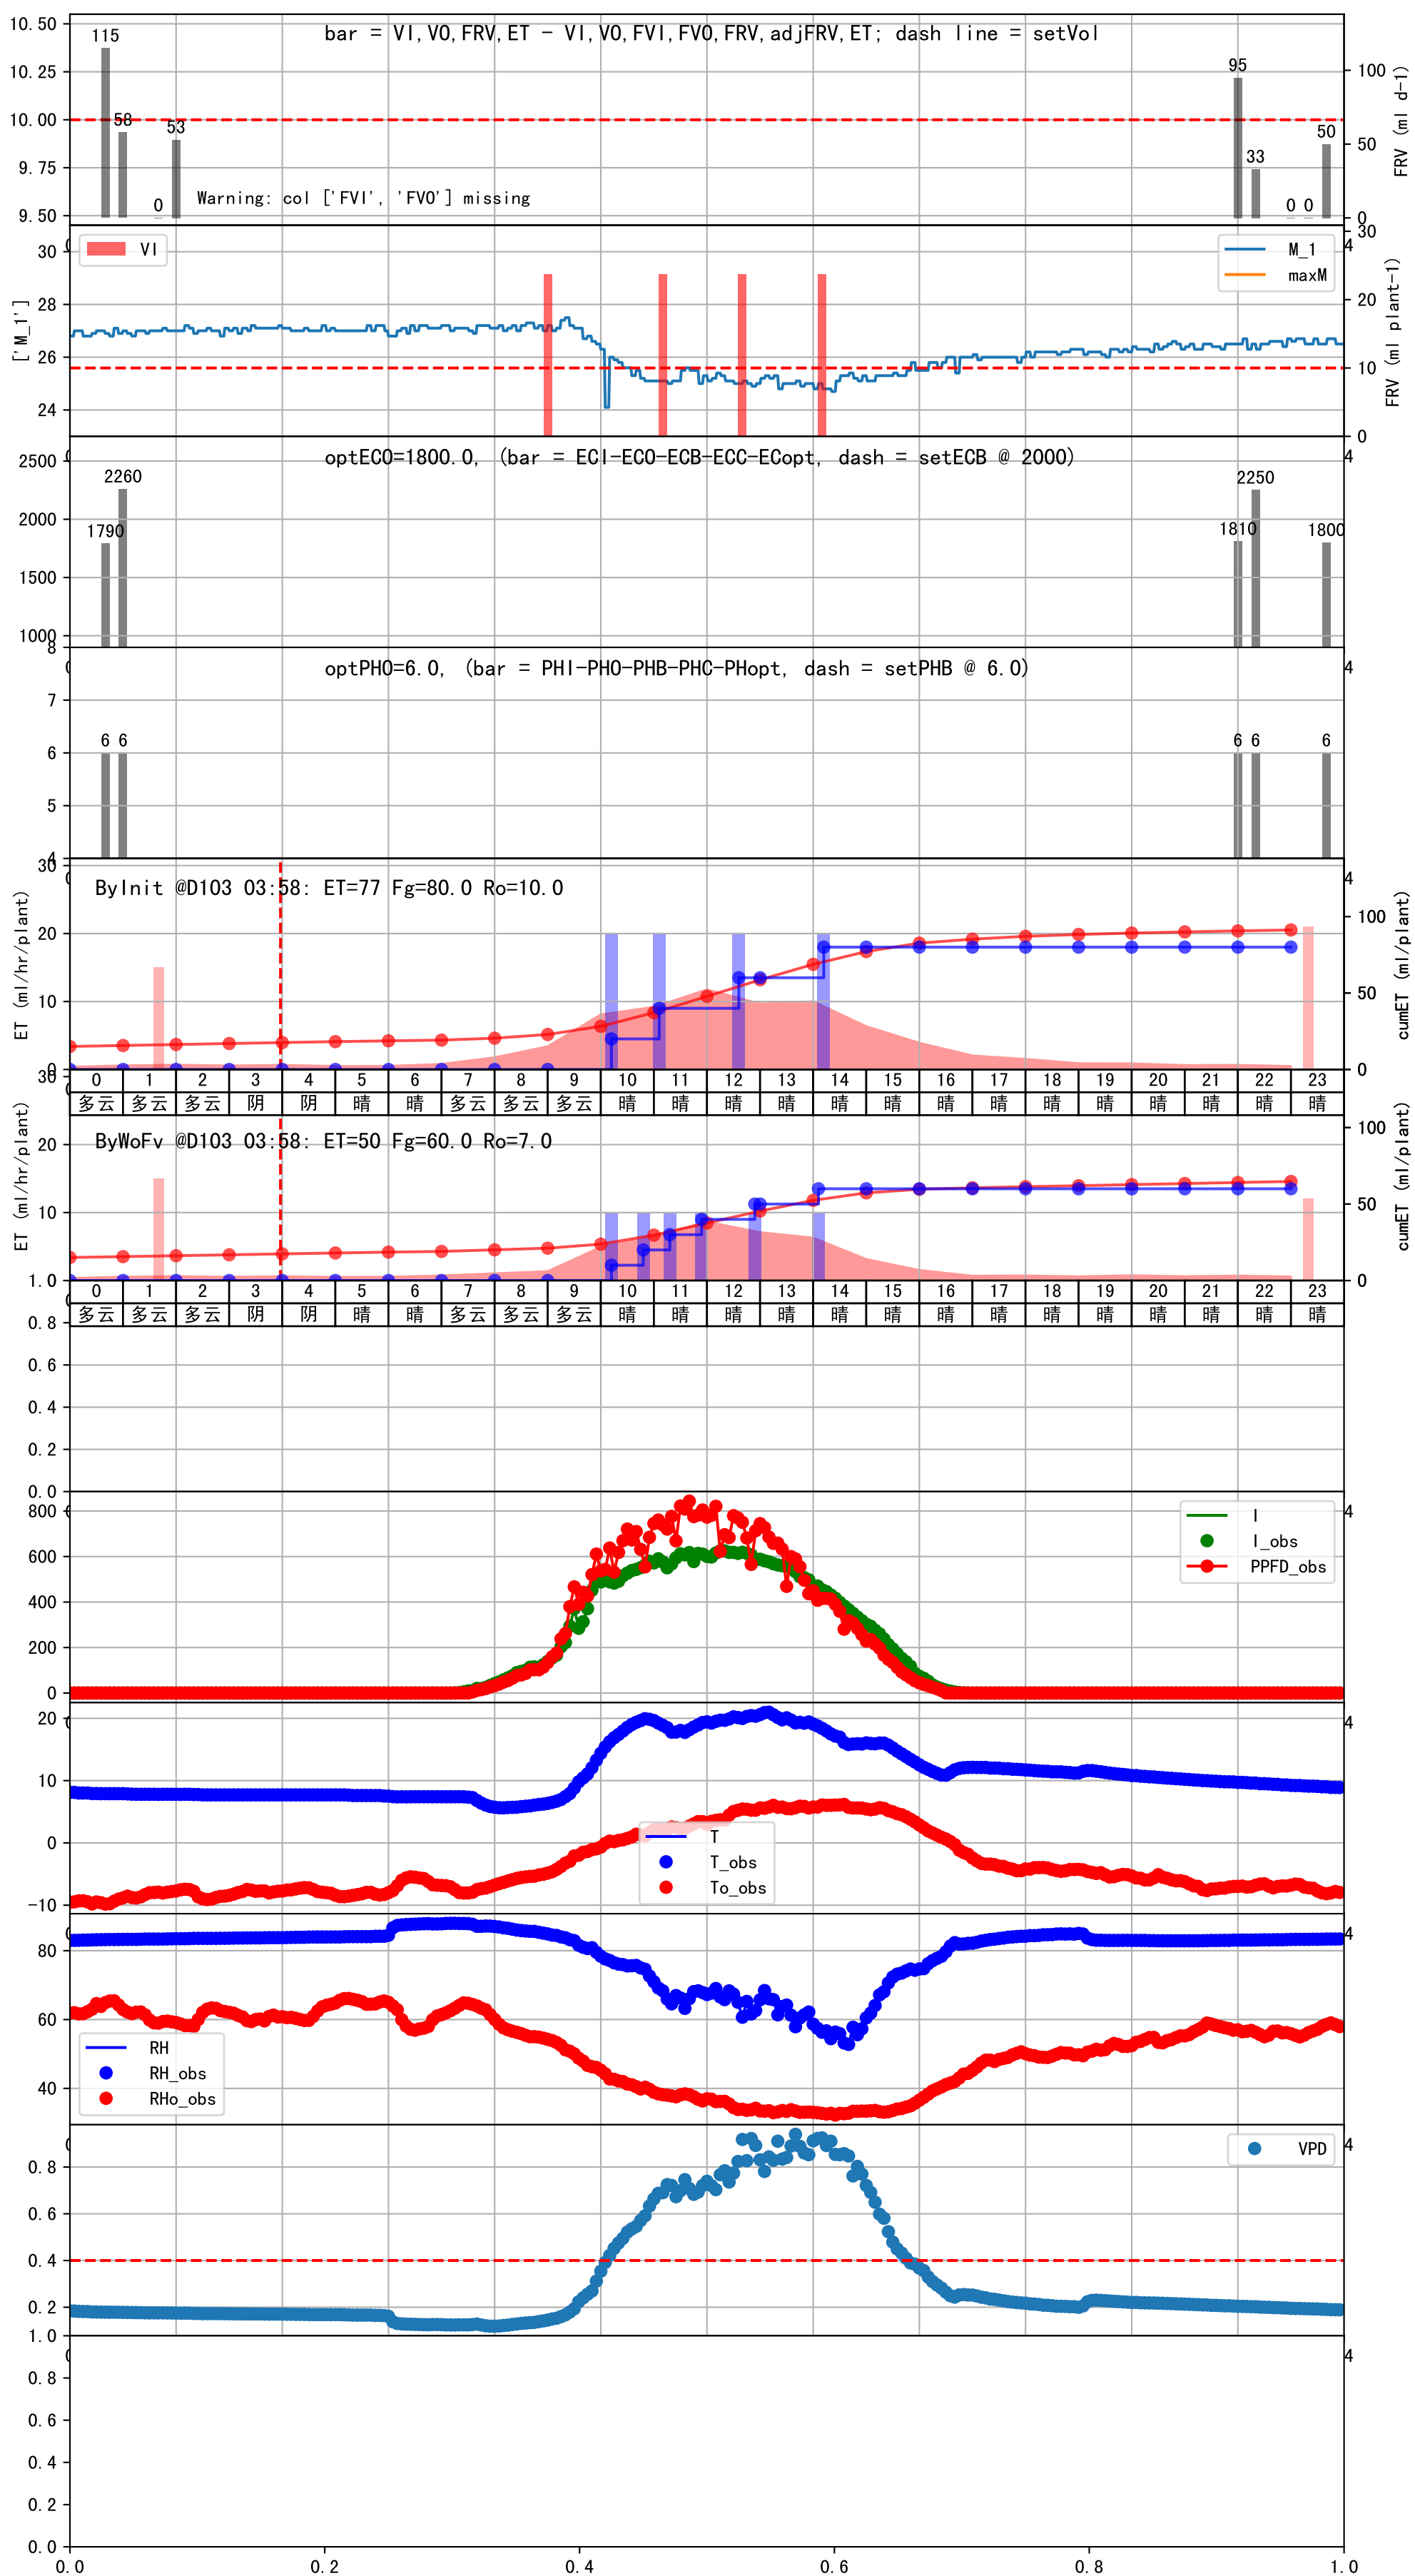 bar = VI,VO,FRV,ET - VI,VO,FVI,FVO,FRV,adjFRV,ET; dash line = setVol
10.50
10.25
10.00
9.75
9.50
115
58
0
53
95
33
0 0
50
Warning: col ['FVI', 'FVO'] missing
100
50
0
FRV (ml d-1)
VI
M_1
maxM
30
28
26
24
['M_1']
30
20
10
0
4
FRV (ml plant-1)
optECO=1800.0, (bar = ECI-ECO-ECB-ECC-ECopt, dash = setECB @ 2000)
2500
2000
1500
1000
1790
2260
1810
2250
1800
4
optPHO=6.0, (bar = PHI-PHO-PHB-PHC-PHopt, dash = setPHB @ 6.0)
8
7
6
5
4
6 6
6 6
6
4
ByInit @D103 03:58: ET=77 Fg=80.0 Ro=10.0
30
20
10
0
ET (ml/hr/plant)
100
50
0
4
cumET (ml/plant)
0 1 2 3 4 5 6 7 8 9 10 11 12 13 14 15 16 17 18 19 20 21 22 23
多云 多云 多云 阴 阴 晴 晴 多云 多云 多云 晴 晴 晴 晴 晴 晴 晴 晴 晴 晴 晴 晴 晴 晴
ByWoFv @D103 03:58: ET=50 Fg=60.0 Ro=7.0
30
20
10
ET (ml/hr/plant)
100
50
0
cumET (ml/plant)
0 1 2 3 4 5 6 7 8 9 10 11 12 13 14 15 16 17 18 19 20 21 22 23
多云 多云 多云 阴 阴 晴 晴 多云 多云 多云 晴 晴 晴 晴 晴 晴 晴 晴 晴 晴 晴 晴 晴 晴
1.0
0.8
0.6
0.4
0.2
0.0
I
I_obs
PPFD_obs
800
600
400
200
0
4
T
T_obs
To_obs
20
10
0
-10
4
RH
RH_obs
RHo_obs
80
60
40
4
VPD
0.8
0.6
0.4
0.2
4
1.0
0.8
0.6
0.4
0.2
0.0
4
0.0 0.2 0.4 0.6 0.8 1.0